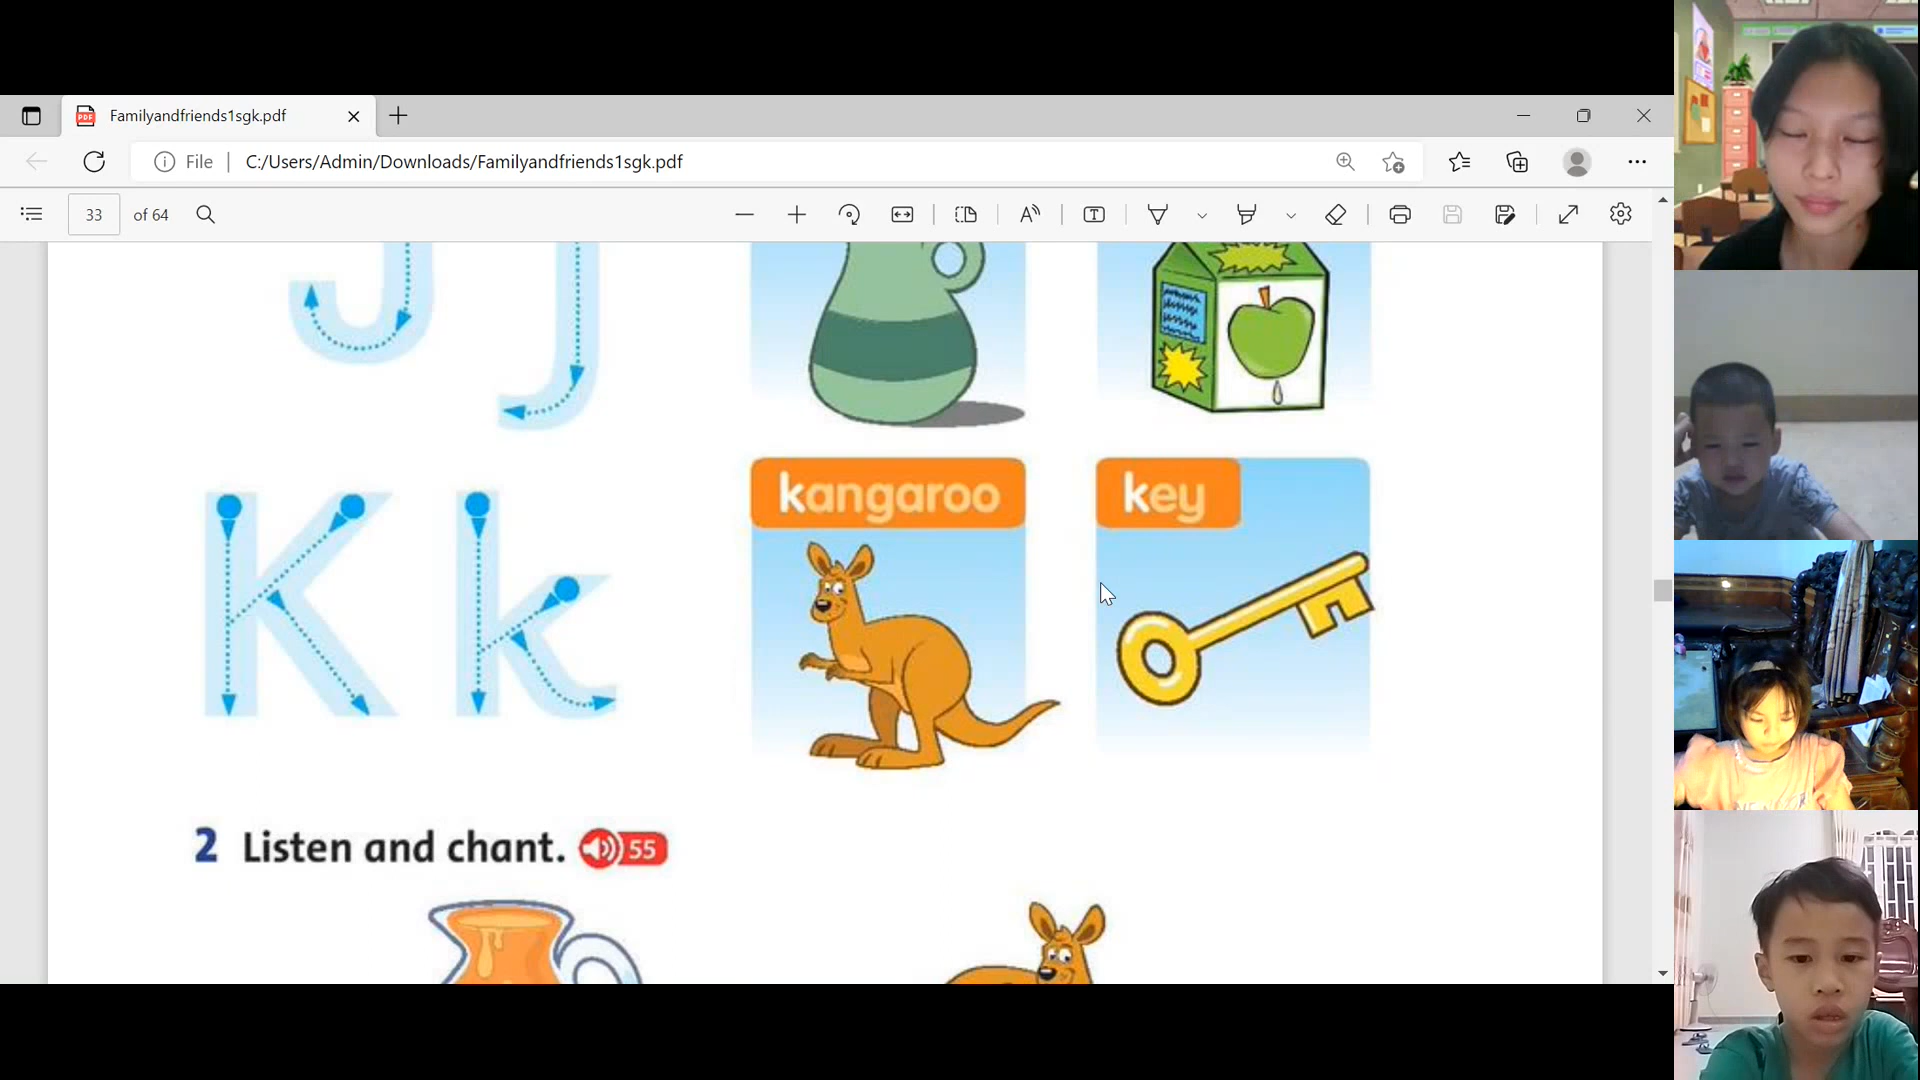 Familyandfriends1sgk.pdf
File | C:/Users/Admin/Downloads/Familyandfriends1sgk.pdf
33 of 64
J j
K k
kangaroo
key
2 Listen and chant. 55